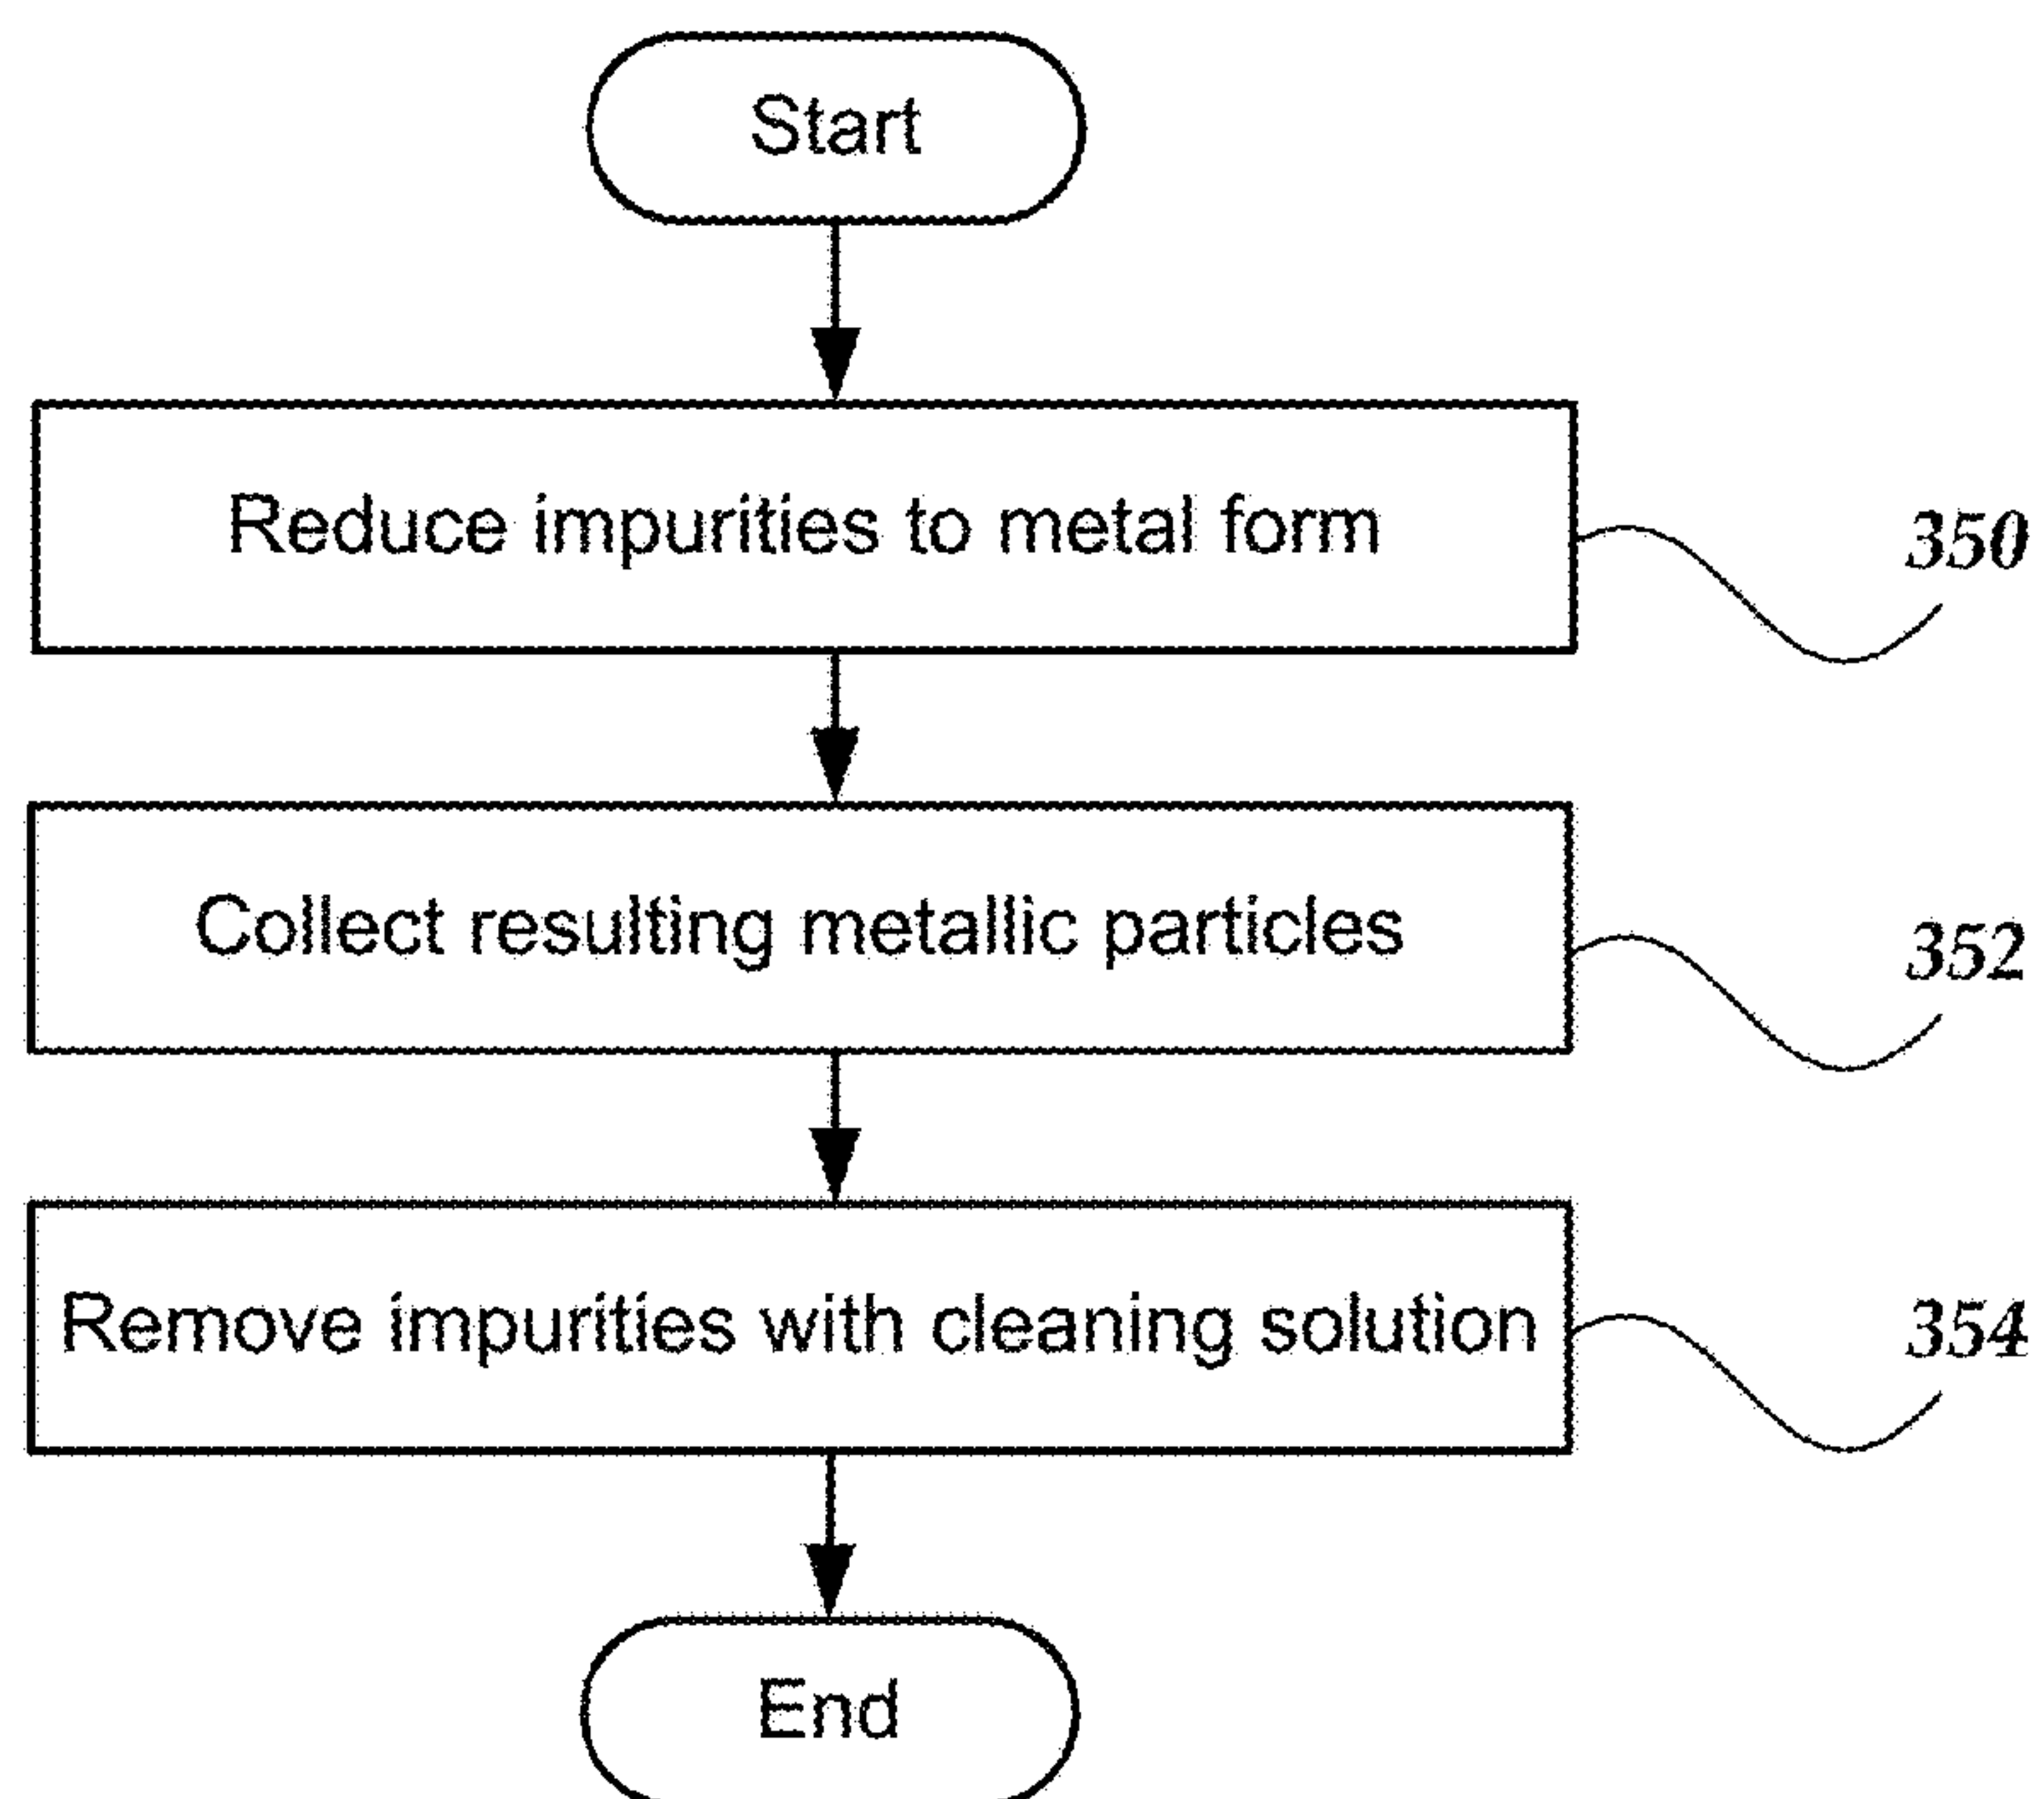 Start
Reduce impurities to metal form
350
Collect resulting metallic particles
352
Remove impurities with cleaning solution
354
End